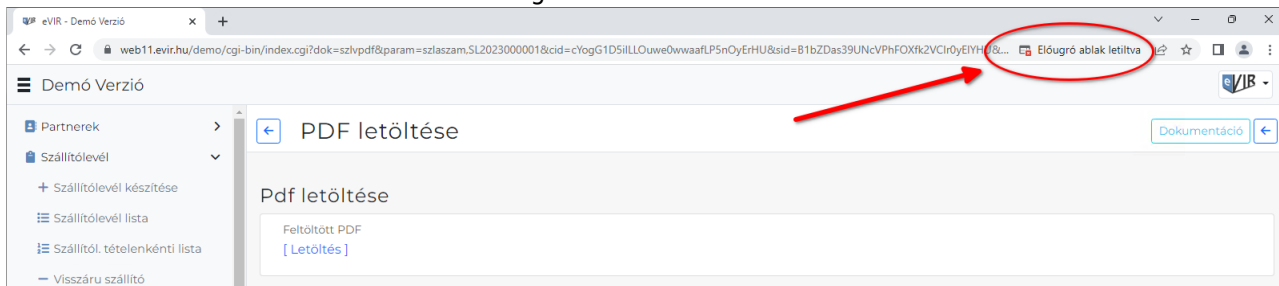 eVIR - Demó Verzió
web11.evir.hu/demo/cgi-bin/index.cgi?dok=szlvpdf&param=szlaszam,SL2023000001&cid=cYogG1D5iILLOuwe0wwaafLP5nOyErHU&sid=B1bZDas39UNcVPhFOXfk2VClr0yElYHU&... Előugró ablak letiltva
Demó Verzió
eVIR
Partnerek
PDF letöltése
Dokumentáció
Szállítólevél
Szállítólevél készítése
Pdf letöltése
Szállítólevél lista
Feltöltött PDF
Szállítól. tételenkénti lista
[ Letöltés ]
Visszáru szállító